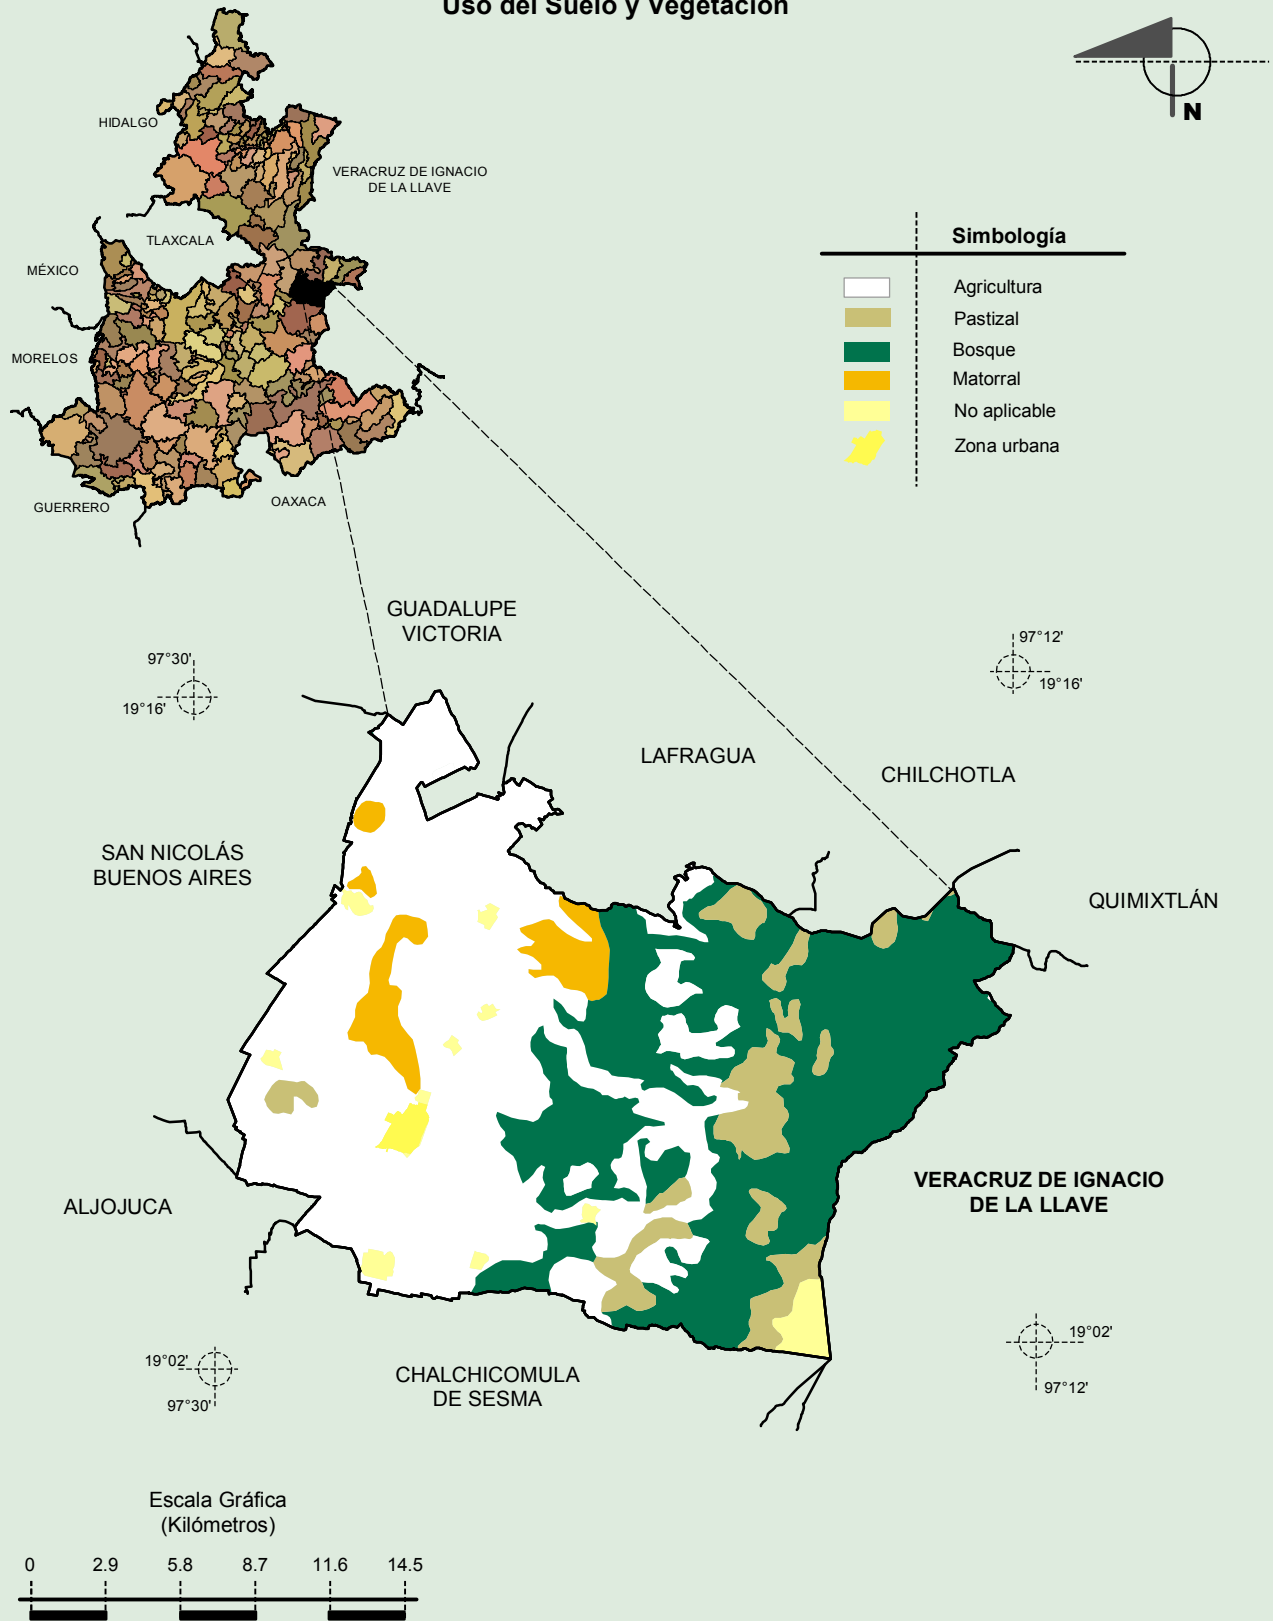 Uso del Suelo y Vegetación
N
HIDALGO
VERACRUZ DE IGNACIO
DE LA LLAVE
TLAXCALA
MÉXICO
MORELOS
GUERRERO
OAXACA
Simbología
Agricultura
Pastizal
Bosque
Matorral
No aplicable
Zona urbana
GUADALUPE
VICTORIA
97°30'
19°16'
97°12'
19°16'
LAFRAGUA
CHILCHOTLA
SAN NICOLÁS
BUENOS AIRES
QUIMIXTLÁN
ALJOJUCA
VERACRUZ DE IGNACIO
DE LA LLAVE
19°02'
97°30'
CHALCHICOMULA
DE SESMA
19°02'
97°12'
Escala Gráfica
(Kilómetros)
0 2.9 5.8 8.7 11.6 14.5